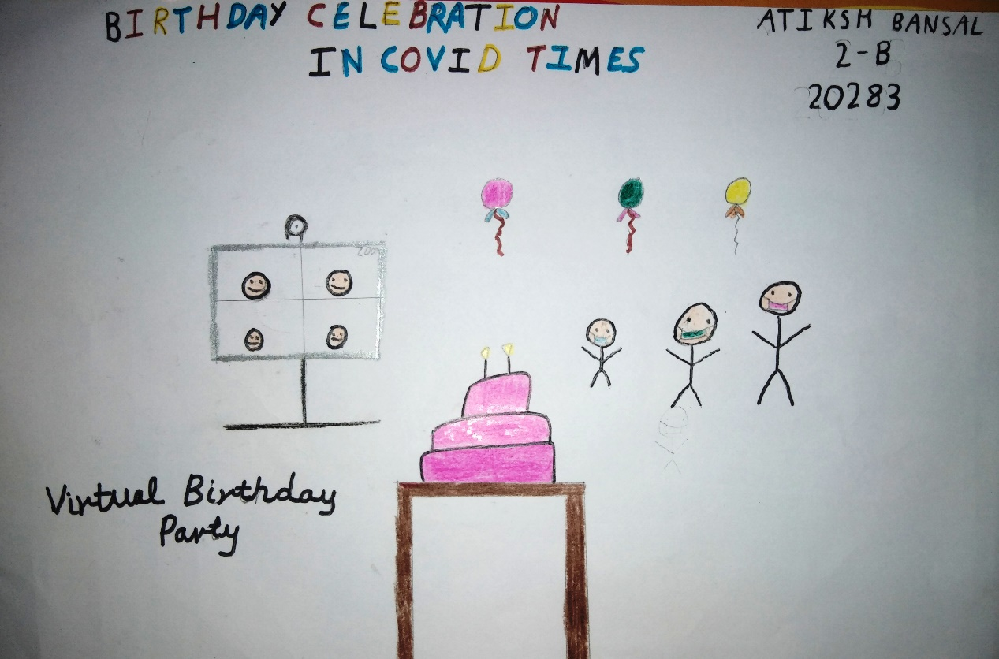 BIRTHDAY CELEBRATION
IN COVID TIMES
ATIKSH BANSAL
2-B
20283
Virtual Birthday
Party